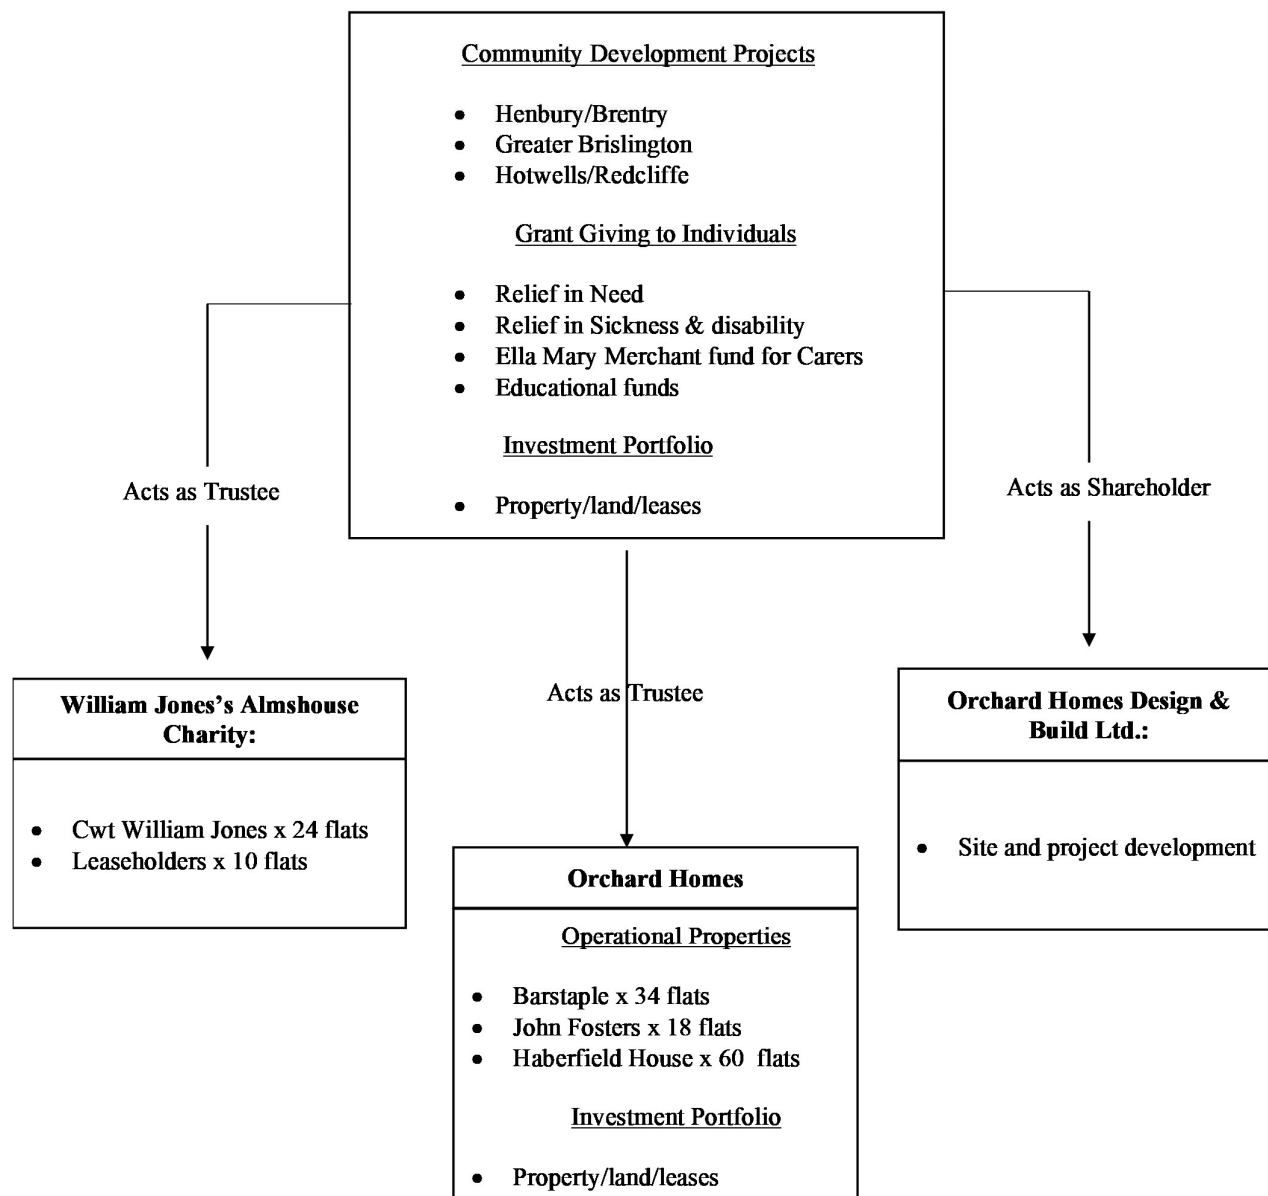 Community Development Projects
• Henbury/Brentry
• Greater Brislington
• Hotwells/Redcliffe
Grant Giving to Individuals
• Relief in Need
• Relief in Sickness & disability
• Ella Mary Merchant fund for Carers
• Educational funds
Investment Portfolio
• Property/land/leases
Acts as Trustee
Acts as Shareholder
Acts as Trustee
William Jones’s Almshouse
Charity:
• Cwt William Jones x 24 flats
• Leaseholders x 10 flats
Orchard Homes Design &
Build Ltd.:
• Site and project development
Orchard Homes
Operational Properties
• Barstaple x 34 flats
• John Fosters x 18 flats
• Haberfield House x 60 flats
Investment Portfolio
• Property/land/leases